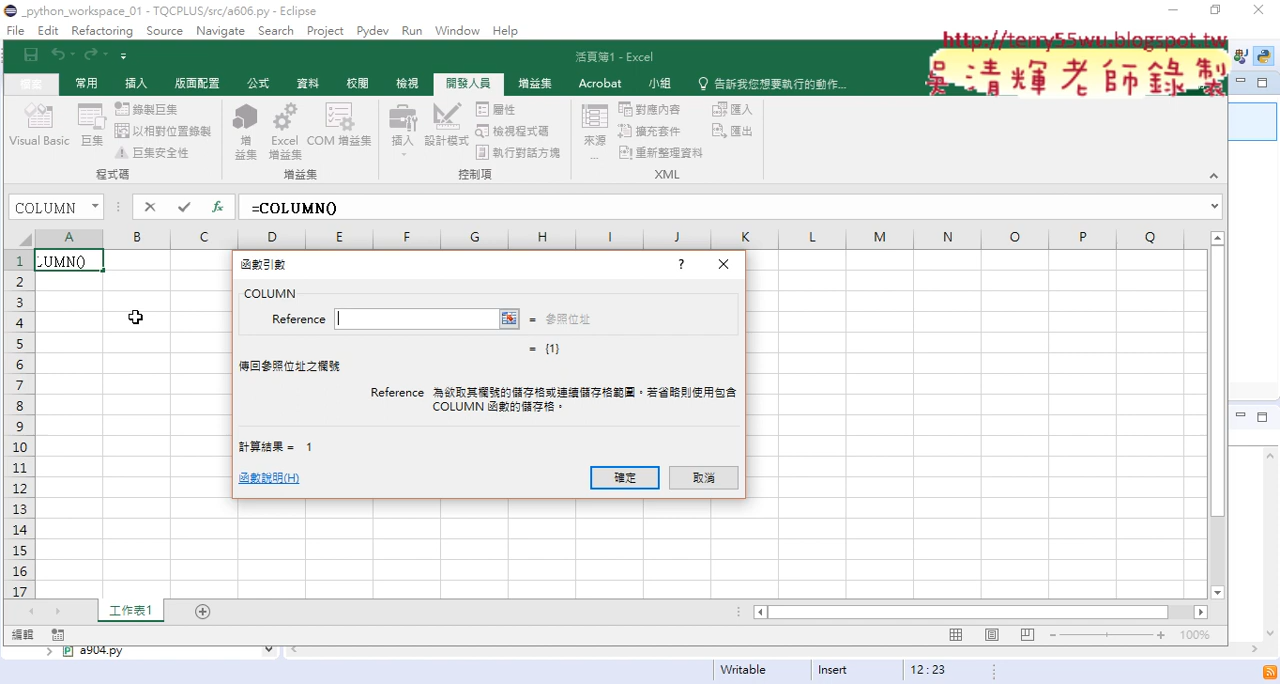 _python_workspace_01 - TQCPLUS/src/a606.py - Eclipse
File Edit Refactoring Source Navigate Search Project Pydev Run Window Help
http://terry55wu.blogspot.tw
吳清輝老師錄製
活頁簿1 - Excel
檔案 常用 插入 版面配置 公式 資料 校閱 檢視 開發人員 增益集 Acrobat 小組 告訴我您想要執行的動作...
Visual Basic 巨集 錄製巨集 以相對位置錄製 巨集安全性
增益集 Excel 增益集 COM 增益集
插入 設計模式 屬性 檢視程式碼 執行對話方塊
來源... 對應內容 擴充套件 重新整理資料 匯入 匯出
程式碼 增益集 控制項 XML
COLUMN fx =COLUMN()
A B C D E F G H I J K L M N O P Q
1 LUMN()
2
3
4
5
6
7
8
9
10
11
12
13
14
15
16
17
函數引數 ?
COLUMN
Reference = 參照位址
= {1}
傳回參照位址之欄號
Reference 為欲取其欄號的儲存格或連續儲存格範圍。若省略則使用包含
COLUMN 函數的儲存格。
計算結果 = 1
函數說明(H) 確定 取消
工作表1
編輯 100%
a904.py
Writable Insert 12 : 23